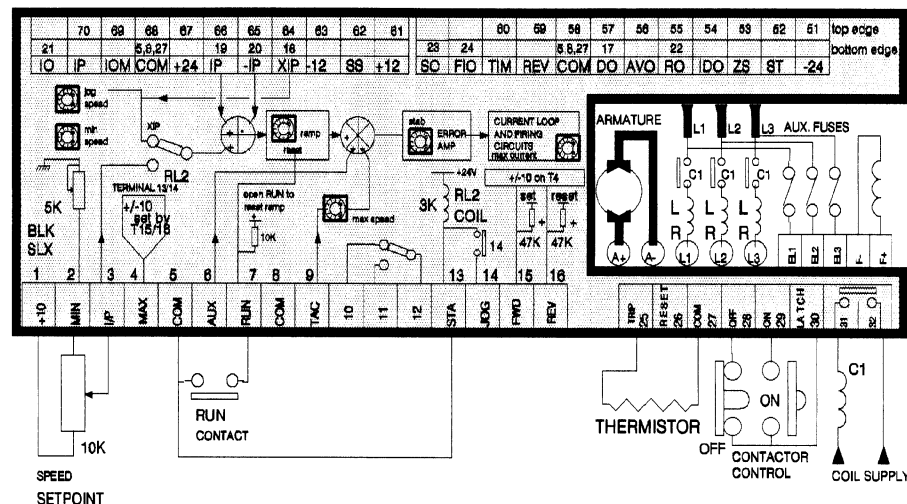 70 69 68 67 66 65 64 63 62 61 60 59 58 57 56 55 54 53 52 51 top edge
21 5,8,27 19 20 18 23 24 5,8,27 17 22 bottom edge
IO IP IOM COM +24 IP -IP XIP -12 SS +12 SO FIO TIM REV COM DO AVO RO IDO ZS ST -24
jog
speed
min
speed
XIP
RL2
+ -
ramp
reset
stab
ERROR
AMP
CURRENT LOOP
AND FIRING
CIRCUITS
max current
ARMATURE
L1 L2 L3 AUX. FUSES
C1 C1 C1
TERMINAL 13/14
+/-10
set by
T15/16
open RUN to
reset ramp
10K
max speed
+24V
3K
RL2
COIL
14
+/-10 on T4
set reset
47K 47K
5K
BLK
SLX
L L L
R R R
A+ A- L1 L2 L3 EL1 EL2 EL3 F- F+
1 2 3 4 5 6 7 8 9 10 11 12 13 14 15 16
+10 MIN I/P MAX COM AUX RUN COM TAC STA JOG FWD REV
TRIP 25 RESET 26 COM 27 OFF 28 ON 29 LATCH 30 31 32
RUN
CONTACT
10K
SPEED
SETPOINT
THERMISTOR
OFF
ON
CONTACTOR
CONTROL
C1
COIL SUPPLY